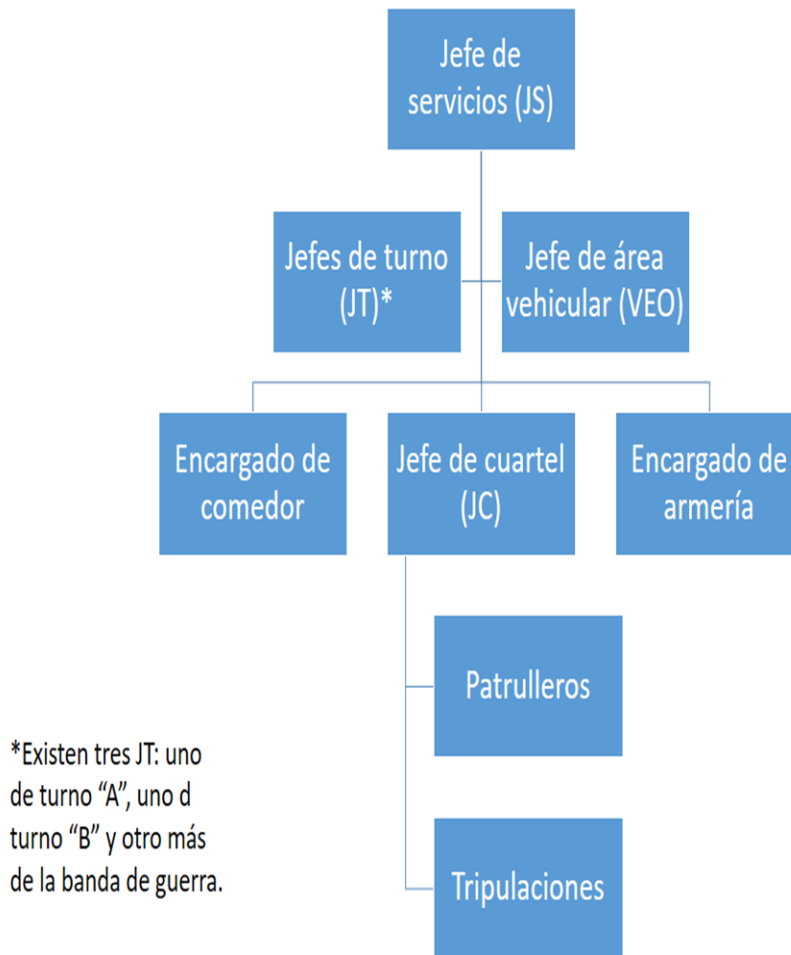 Jefe de
servicios (JS)
Jefes de turno
(JT)*
Jefe de área
vehicular (VEO)
Encargado de
comedor
Jefe de cuartel
(JC)
Encargado de
armería
Patrulleros
Tripulaciones
*Existen tres JT: uno
de turno “A”, uno d
turno “B” y otro más
de la banda de guerra.